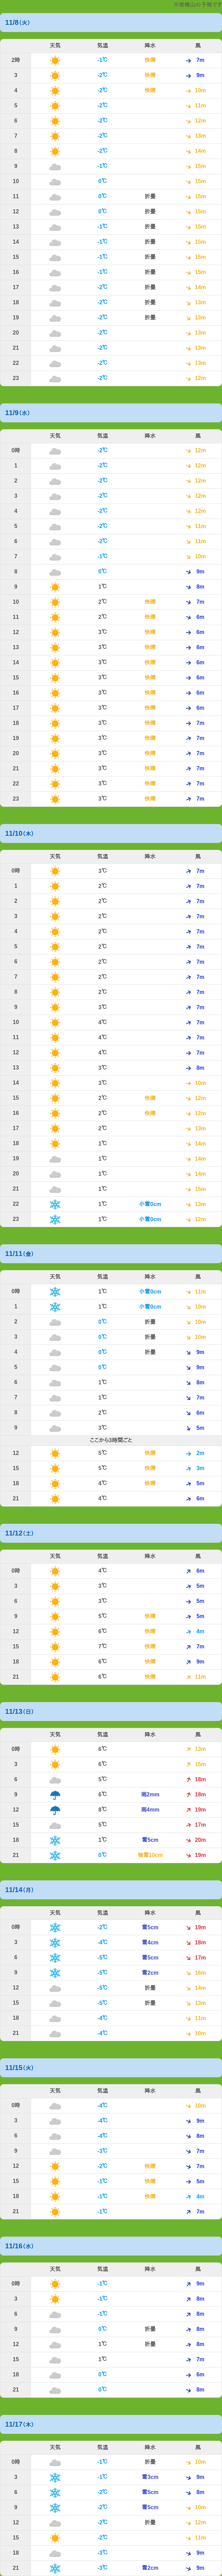 の予報です
11/8（火）
天気 気温 降水 風
2時 -1℃ 快晴 7m
3 -2℃ 快晴 9m
4 -2℃ 快晴 10m
5 -2℃ 11m
6 -2℃ 12m
7 -2℃ 13m
8 -2℃ 14m
9 -1℃ 15m
10 0℃ 15m
11 0℃ 折曇 15m
12 0℃ 折曇 15m
13 -1℃ 折曇 15m
14 -1℃ 折曇 15m
15 -1℃ 折曇 15m
16 -1℃ 折曇 15m
17 -2℃ 折曇 14m
18 -2℃ 折曇 13m
19 -2℃ 折曇 13m
20 -2℃ 13m
21 -2℃ 13m
22 -2℃ 13m
23 -2℃ 12m
11/9（水）
天気 気温 降水 風
0時 -2℃ 12m
1 -2℃ 12m
2 -2℃ 12m
3 -2℃ 12m
4 -2℃ 12m
5 -2℃ 11m
6 -2℃ 11m
7 -1℃ 10m
8 0℃ 9m
9 1℃ 8m
10 2℃ 快晴 7m
11 2℃ 快晴 6m
12 3℃ 快晴 6m
13 3℃ 快晴 6m
14 3℃ 快晴 6m
15 3℃ 快晴 6m
16 3℃ 快晴 6m
17 3℃ 快晴 6m
18 3℃ 快晴 7m
19 3℃ 快晴 7m
20 3℃ 快晴 7m
21 3℃ 快晴 7m
22 3℃ 快晴 7m
23 3℃ 快晴 7m
11/10（木）
天気 気温 降水 風
0時 3℃ 7m
1 2℃ 7m
2 2℃ 7m
3 2℃ 7m
4 2℃ 7m
5 2℃ 7m
6 2℃ 7m
7 2℃ 7m
8 2℃ 7m
9 3℃ 7m
10 4℃ 7m
11 4℃ 7m
12 4℃ 7m
13 3℃ 8m
14 3℃ 10m
15 2℃ 快晴 12m
16 2℃ 快晴 12m
17 2℃ 13m
18 1℃ 14m
19 1℃ 14m
20 1℃ 14m
21 1℃ 15m
22 1℃ 小雪0cm 13m
23 1℃ 小雪0cm 12m
11/11（金）
天気 気温 降水 風
0時 1℃ 小雪0cm 11m
1 1℃ 小雪0cm 10m
2 0℃ 折曇 10m
3 0℃ 折曇 10m
4 0℃ 折曇 9m
5 0℃ 9m
6 1℃ 8m
7 1℃ 7m
8 2℃ 6m
9 3℃ 5m
ここから3時間ごと
12 5℃ 快晴 2m
15 5℃ 快晴 3m
18 4℃ 快晴 5m
21 4℃ 6m
11/12（土）
天気 気温 降水 風
0時 4℃ 6m
3 3℃ 5m
6 3℃ 5m
9 5℃ 快晴 5m
12 6℃ 快晴 4m
15 7℃ 快晴 7m
18 6℃ 快晴 9m
21 6℃ 快晴 11m
11/13（日）
天気 気温 降水 風
0時 6℃ 13m
3 6℃ 15m
6 5℃ 18m
9 6℃ 雨2mm 18m
12 8℃ 雨4mm 19m
15 5℃ 17m
18 1℃ 雪5cm 20m
21 0℃ 10cm 19m
11/14（月）
天気 気温 降水 風
0時 -2℃ 雪5cm 19m
3 -4℃ 雪4cm 18m
6 -5℃ 雪5cm 17m
9 -5℃ 雪2cm 16m
12 -5℃ 折曇 14m
15 -5℃ 折曇 13m
18 -4℃ 11m
21 -4℃ 10m
11/15（火）
天気 気温 降水 風
0時 -4℃ 10m
3 -4℃ 9m
6 -4℃ 8m
9 -3℃ 7m
12 -2℃ 快晴 7m
15 -1℃ 快晴 5m
18 -1℃ 快晴 4m
21 -1℃ 7m
11/16（水）
天気 気温 降水 風
0時 -1℃ 9m
3 -1℃ 8m
6 -1℃ 8m
9 0℃ 折曇 8m
12 1℃ 折曇 8m
15 1℃ 7m
18 0℃ 6m
21 0℃ 8m
11/17（木）
天気 気温 降水 風
0時 -1℃ 折曇 10m
3 -1℃ 雪3cm 9m
6 -2℃ 雪5cm 8m
9 -2℃ 雪5cm 10m
12 -2℃ 折曇 12m
15 -2℃ 11m
18 -3℃ 9m
21 -3℃ 雪2cm 9m